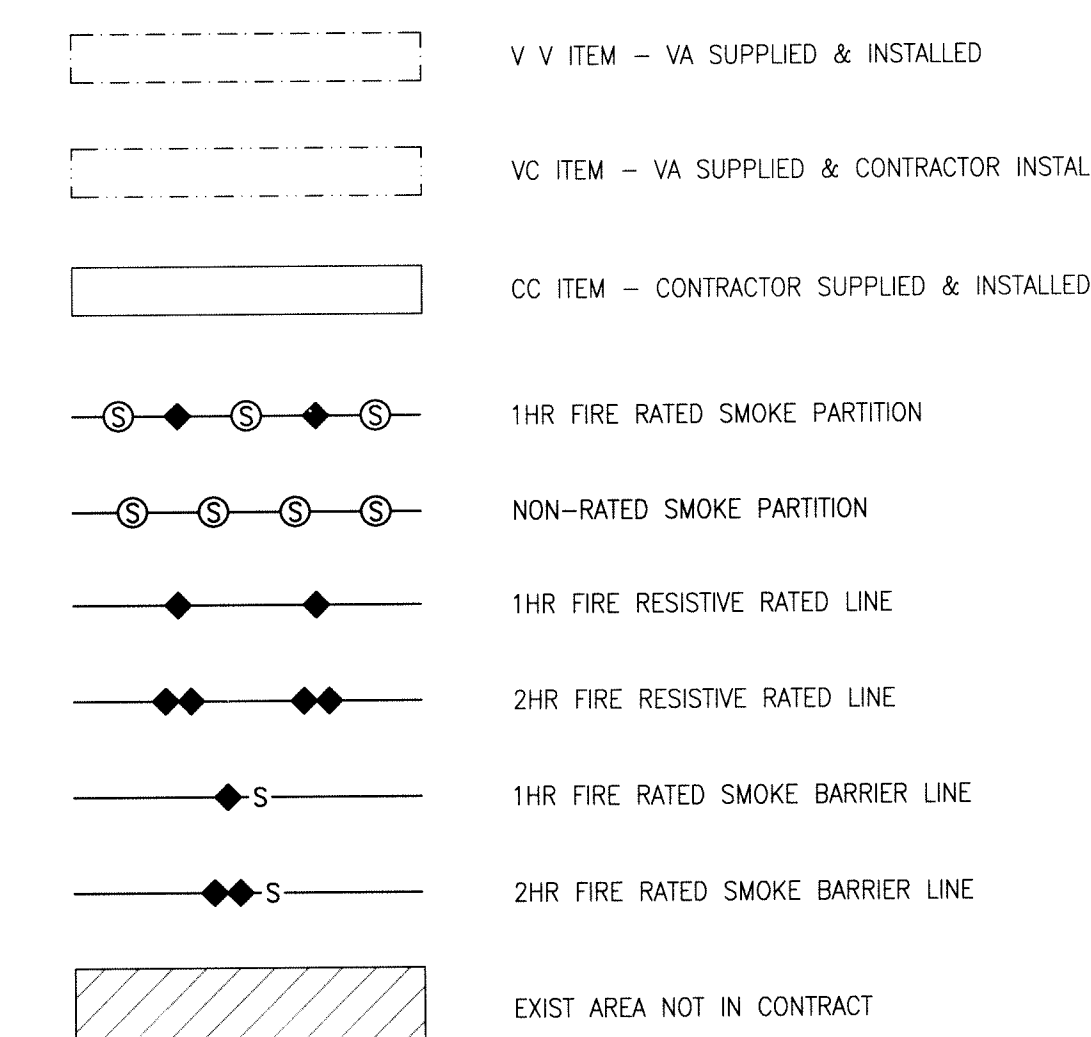 V V ITEM – VA SUPPLIED & INSTALLED
VC ITEM – VA SUPPLIED & CONTRACTOR INSTAL
CC ITEM – CONTRACTOR SUPPLIED & INSTALLED
S S S 1HR FIRE RATED SMOKE PARTITION
S S S S NON–RATED SMOKE PARTITION
1HR FIRE RESISTIVE RATED LINE
2HR FIRE RESISTIVE RATED LINE
S 1HR FIRE RATED SMOKE BARRIER LINE
S 2HR FIRE RATED SMOKE BARRIER LINE
EXIST AREA NOT IN CONTRACT